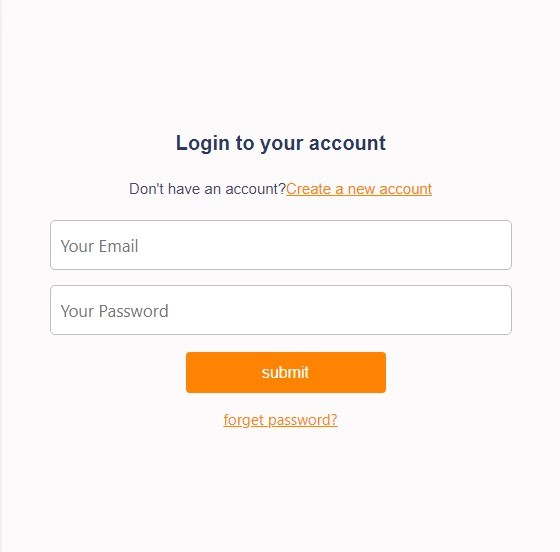 Login to your account
Don't have an account?Create a new account
Your Email
Your Password
submit
forget password?